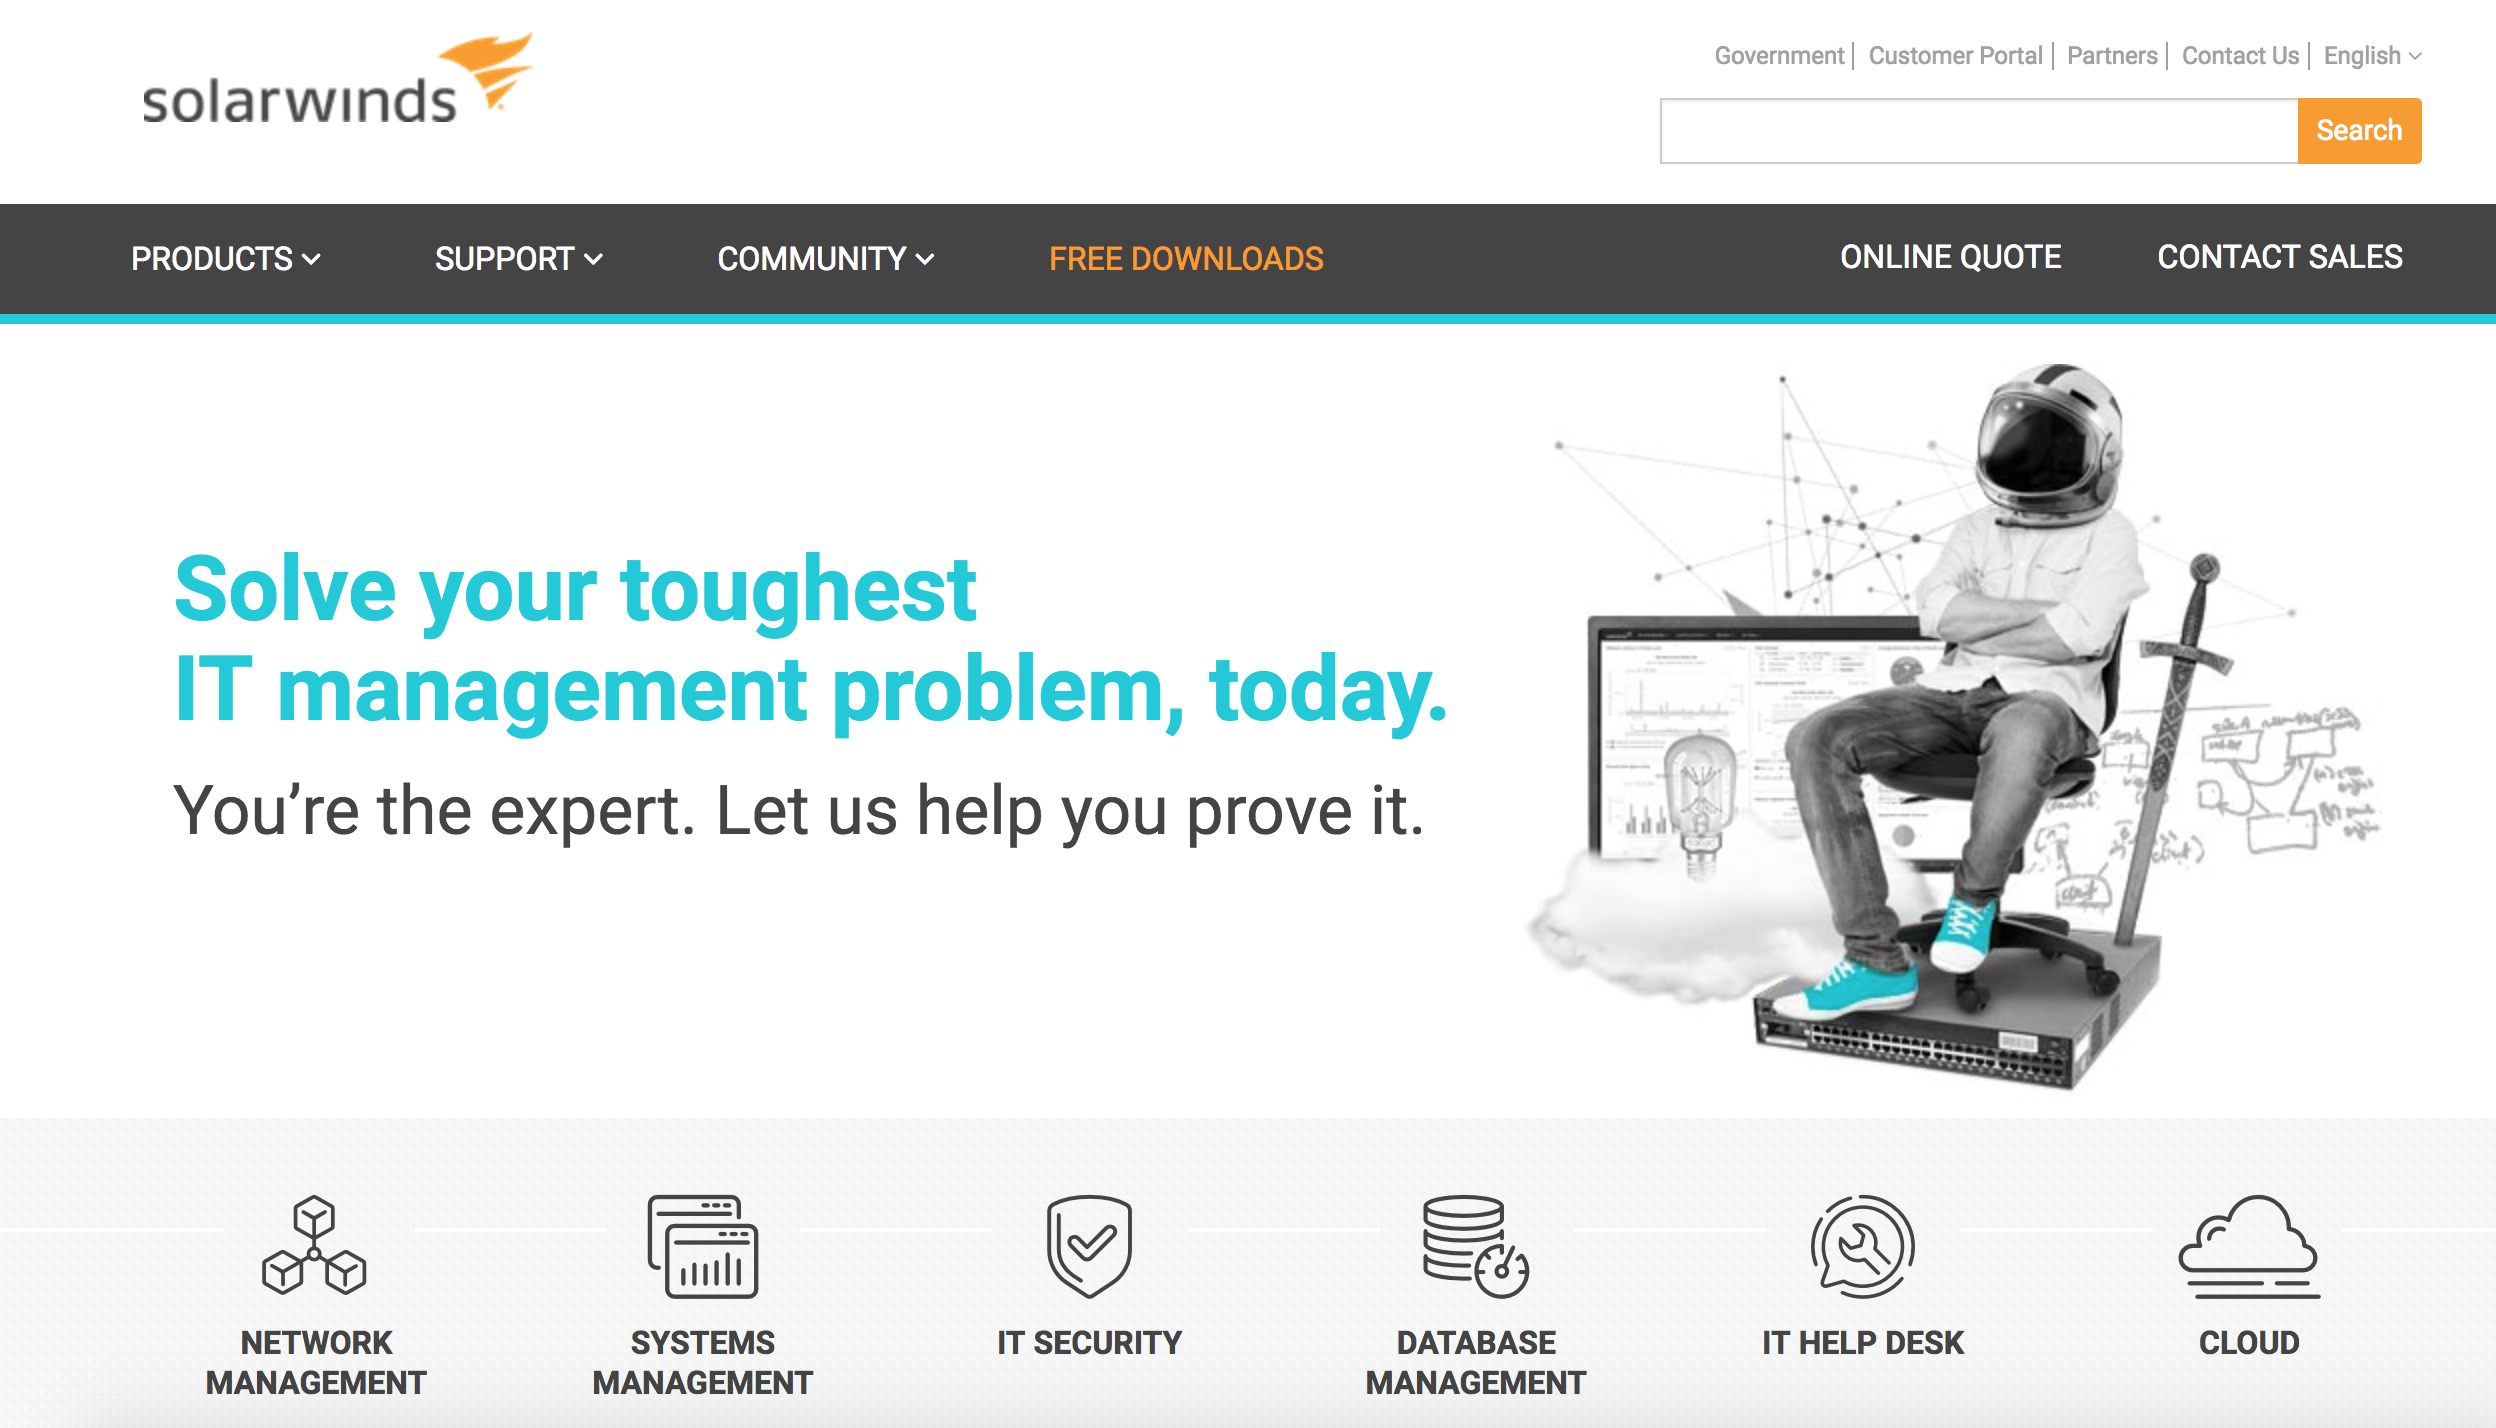 solarwinds
Government
Customer Portal
Partners
Contact Us
English
Search
PRODUCTS
SUPPORT
COMMUNITY
FREE DOWNLOADS
ONLINE QUOTE
CONTACT SALES
Solve your toughest
IT management problem, today.
You’re the expert. Let us help you prove it.
NETWORK
MANAGEMENT
SYSTEMS
MANAGEMENT
IT SECURITY
DATABASE
MANAGEMENT
IT HELP DESK
CLOUD